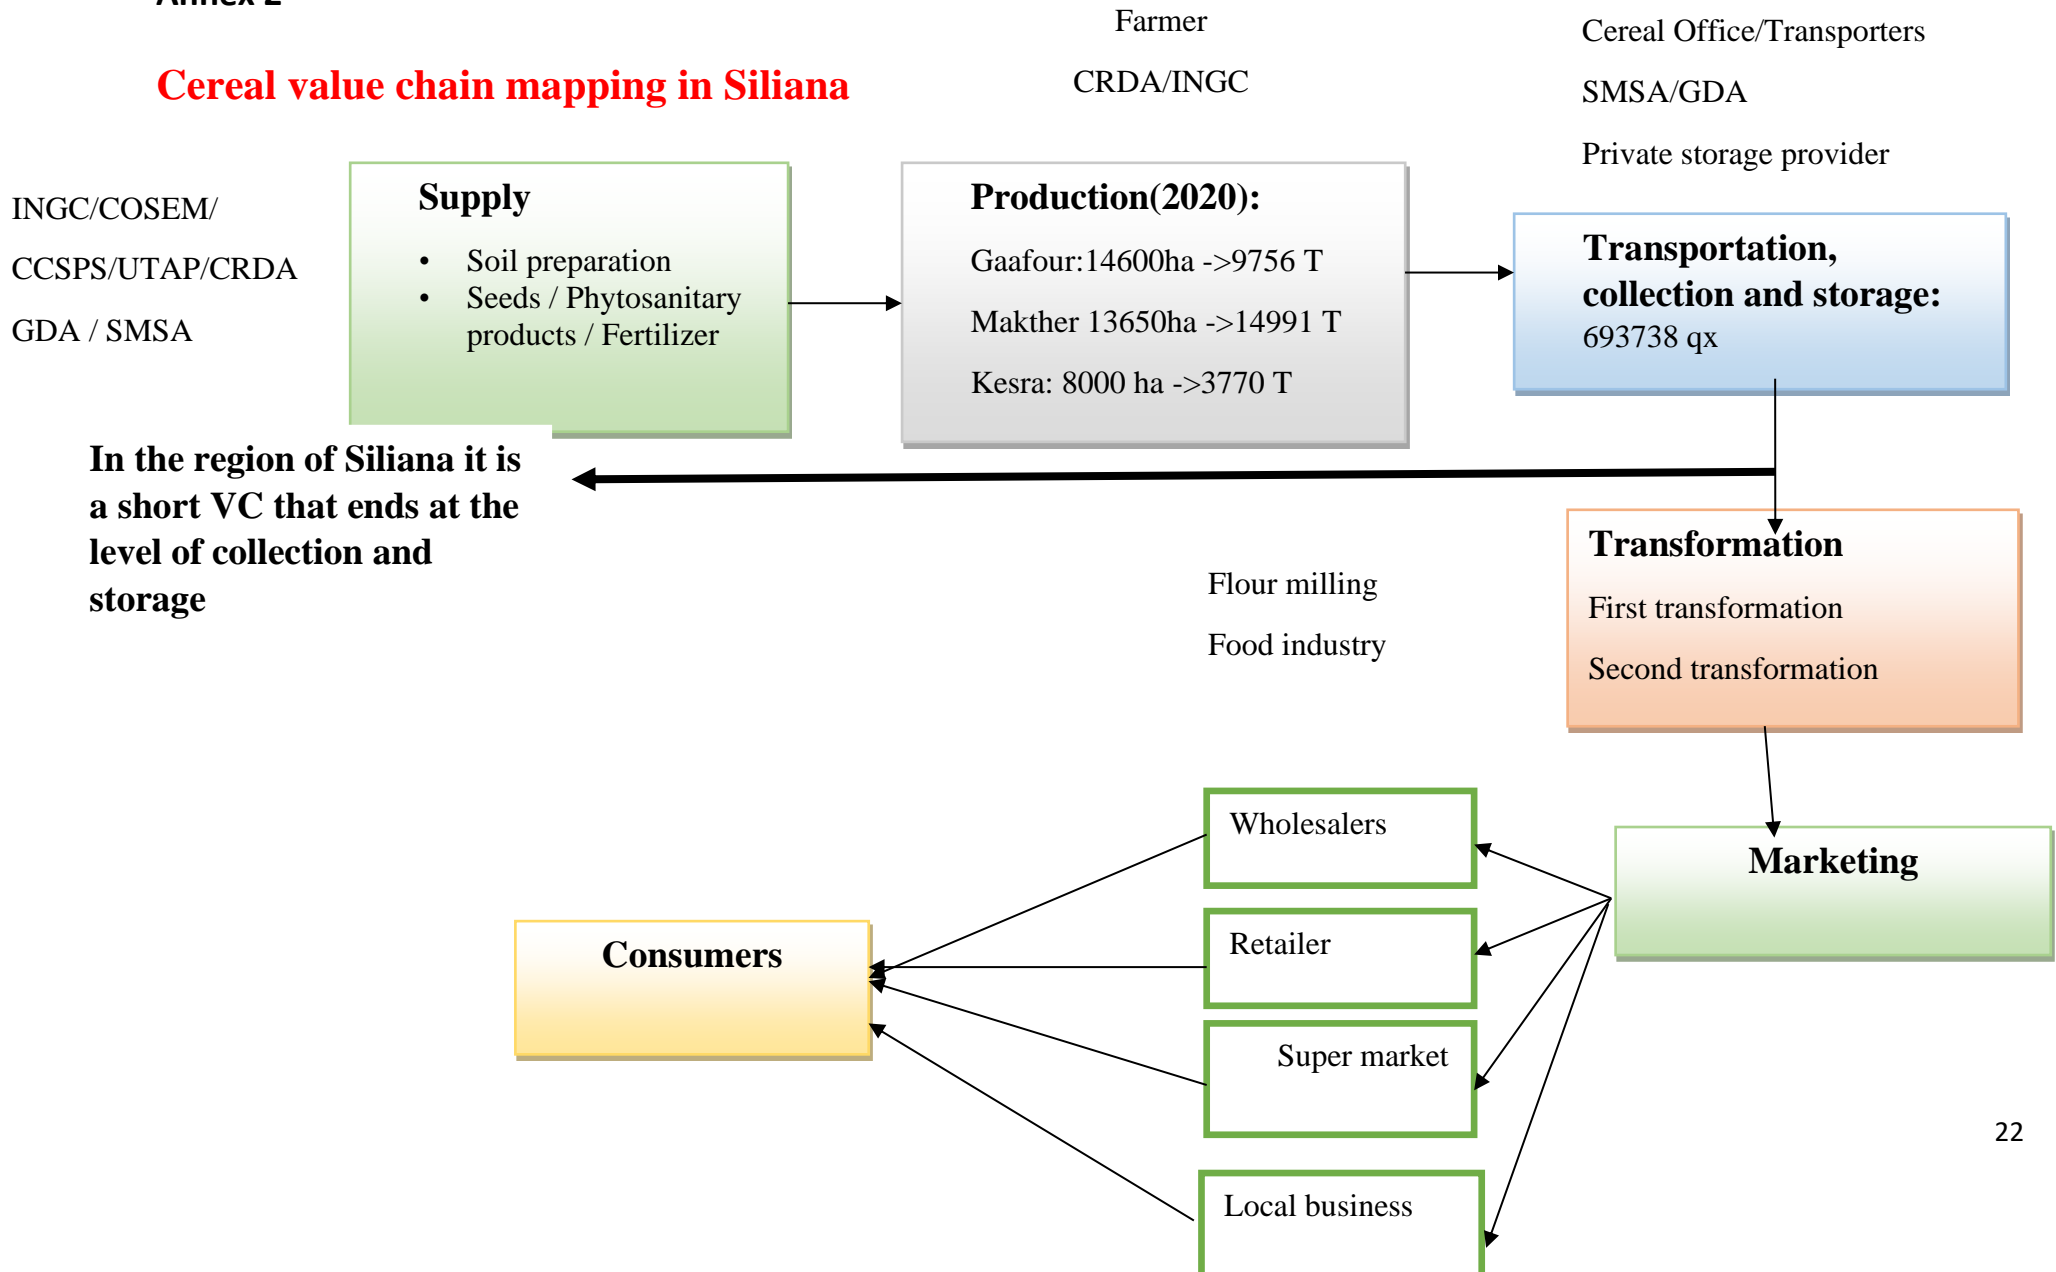 Annex 2
Cereal value chain mapping in Siliana
Farmer
CRDA/INGC
Cereal Office/Transporters
SMSA/GDA
Private storage provider
INGC/COSEM/
CCSPS/UTAP/CRDA
GDA / SMSA
Supply
• Soil preparation
• Seeds / Phytosanitary
products / Fertilizer
Production(2020):
Gaafour:14600ha ->9756 T
Makther 13650ha ->14991 T
Kesra: 8000 ha ->3770 T
Transportation,
collection and storage:
693738 qx
In the region of Siliana it is
a short VC that ends at the
level of collection and
storage
Flour milling
Food industry
Transformation
First transformation
Second transformation
Wholesalers
Marketing
Retailer
Consumers
Super market
Local business
22